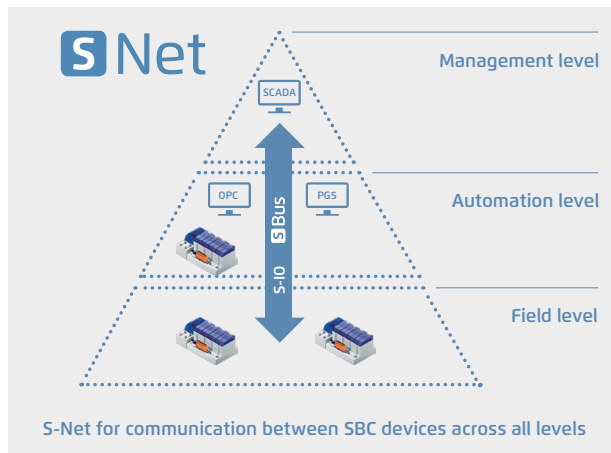 S Net
Management level
SCADA
Automation level
OPC
PG5
S-IO S Bus
Field level
S-Net for communication between SBC devices across all levels